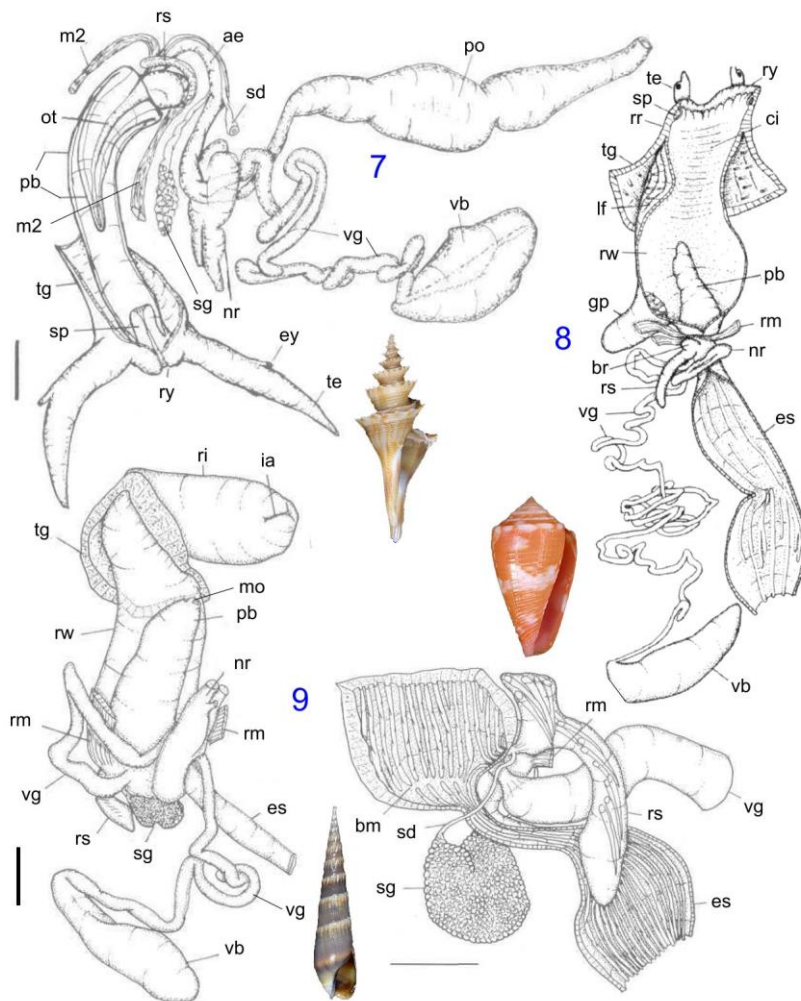 rs
m2
ae
po
sd
ot
7
pb
m2
vg
vb
tg
sg
nr
sp
ey
te
ry
te
ry
sp
rr
ci
tg
lf
rw
pb
gp
8
rm
br
nr
rs
vg
es
vb
ri
ia
tg
mo
pb
rw
nr
9
rm
rm
vg
rs
sg
es
vg
vb
rm
bm
sd
rs
vg
sg
es